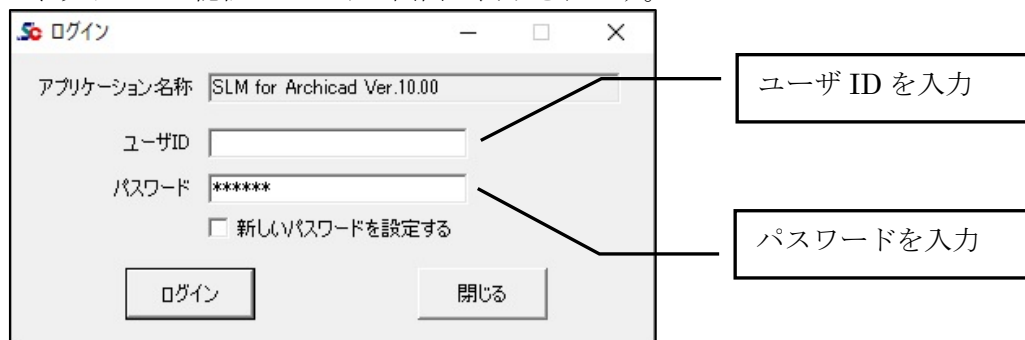 ログイン
アプリケーション名称 SLM for Archicad Ver.10.00
ユーザ ID を入力
ユーザID
パスワード ******
新しいパスワードを設定する
パスワードを入力
ログイン 閉じる